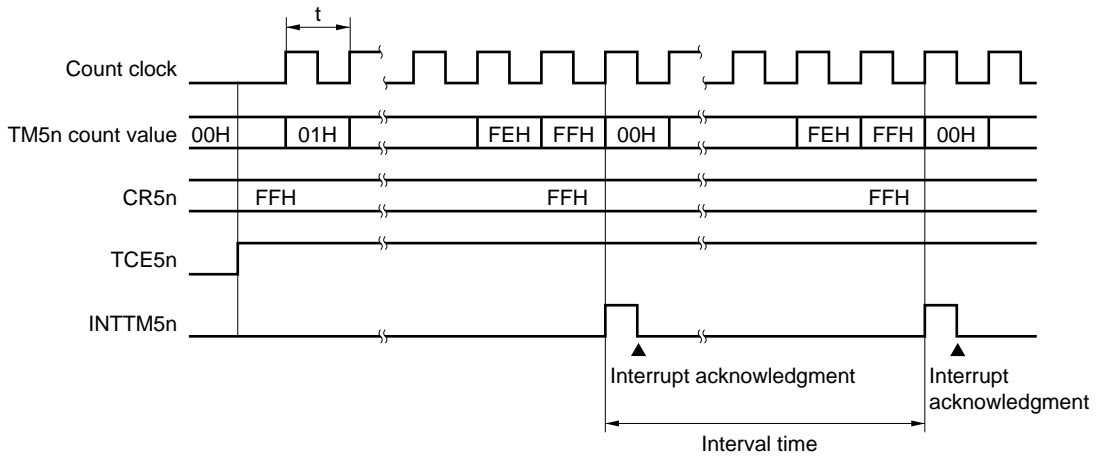 t
Count clock
TM5n count value 00H 01H FEH FFH 00H FEH FFH 00H
CR5n FFH FFH FFH
TCE5n
INTTM5n
Interrupt acknowledgment
Interrupt
acknowledgment
Interval time